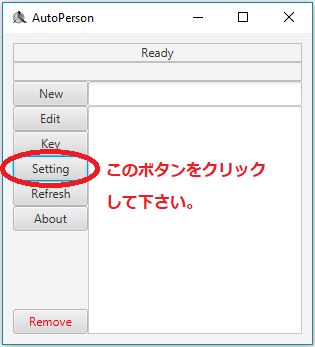 AutoPerson
Ready
New
Edit
Key
Setting
Refresh
About
このボタンをクリック
して下さい。
Remove